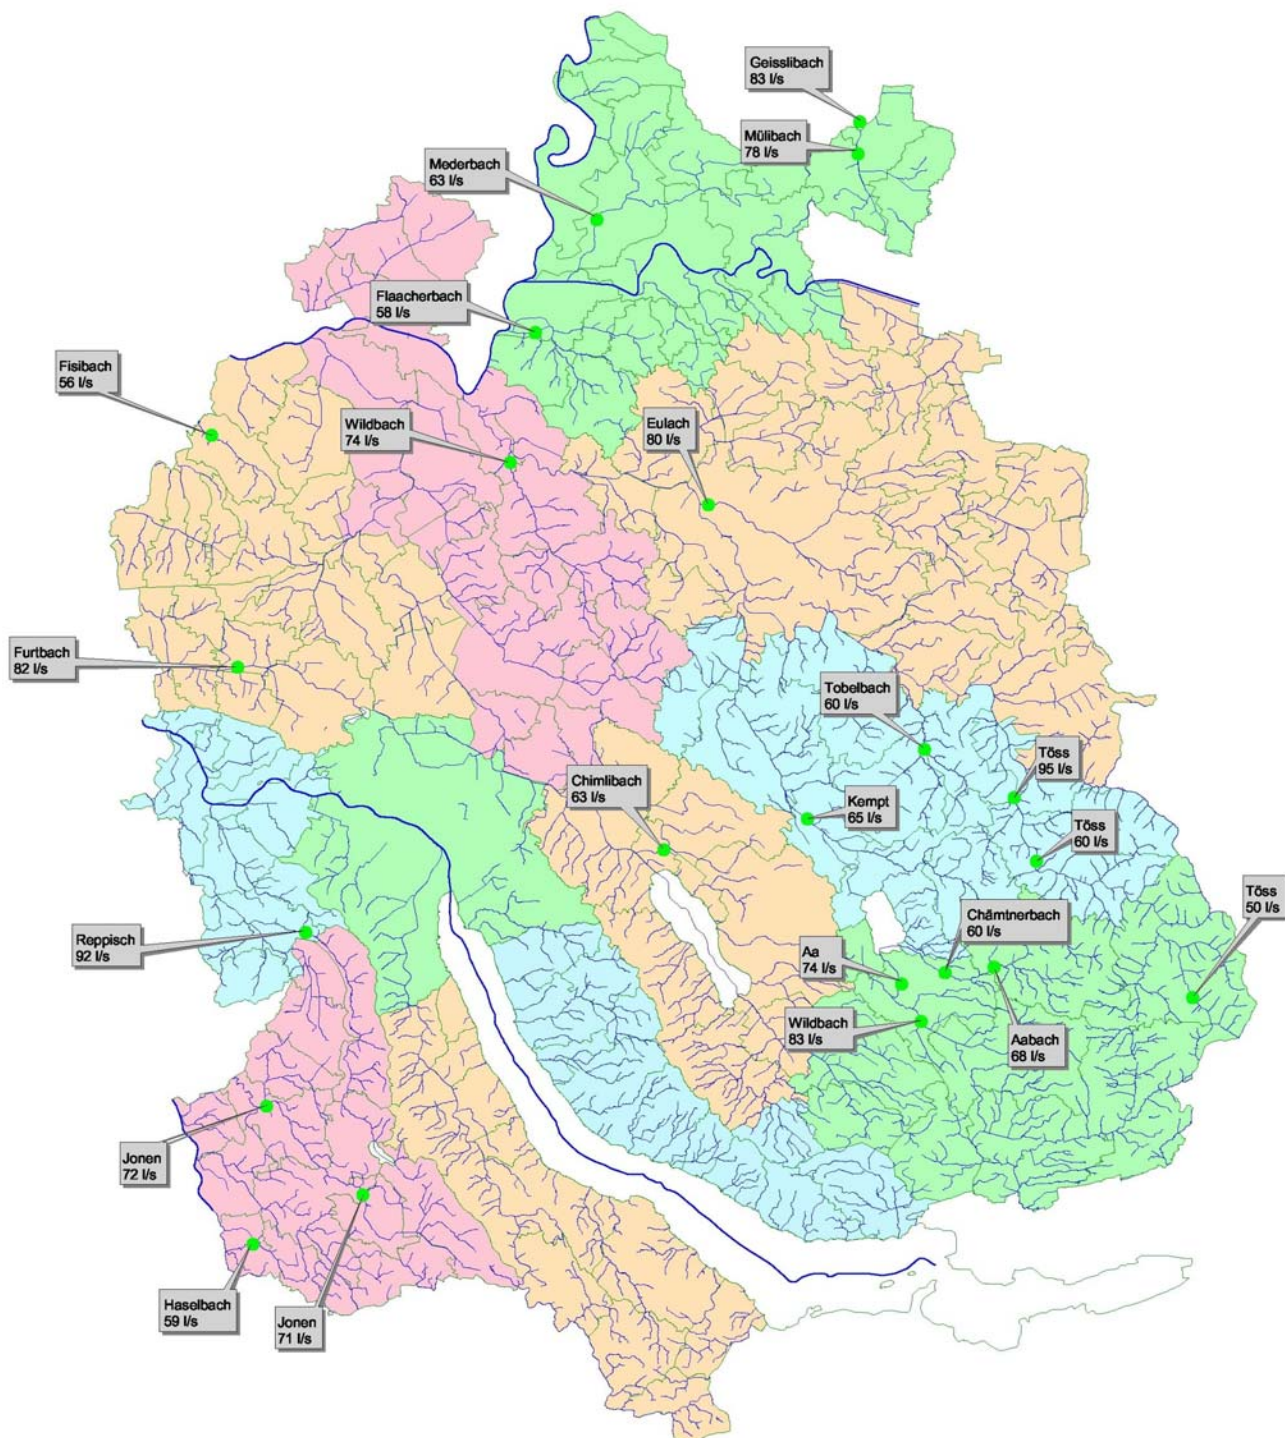 Geisslibach
83 l/s
Mülibach
78 l/s
Mederbach
63 l/s
Flaacherbach
58 l/s
Fisibach
56 l/s
Wildbach
74 l/s
Eulach
80 l/s
Furtbach
82 l/s
Tobelbach
60 l/s
Töss
95 l/s
Chimlibach
63 l/s
Kempt
65 l/s
Töss
60 l/s
Töss
50 l/s
Chämtnerbach
60 l/s
Reppisch
92 l/s
Aa
74 l/s
Wildbach
83 l/s
Aabach
68 l/s
Jonen
72 l/s
Haselbach
59 l/s
Jonen
71 l/s